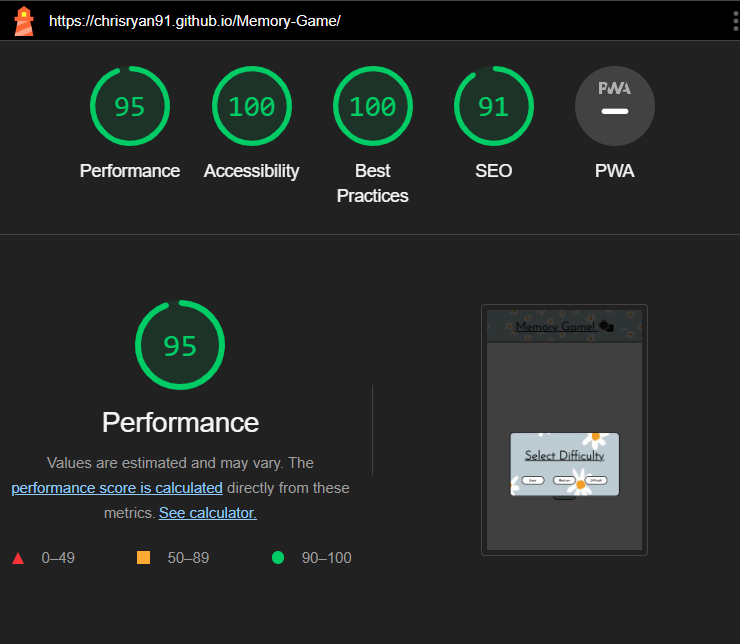 https://chrisryan91.github.io/Memory-Game/
95
100
100
91
PWA
Performance
Accessibility
Best
Practices
SEO
PWA
95
Performance
Values are estimated and may vary. The
performance score is calculated directly from these
metrics. See calculator.
0–49
50–89
90–100
Memory Game!
Select Difficulty
Easy
Medium
Difficult